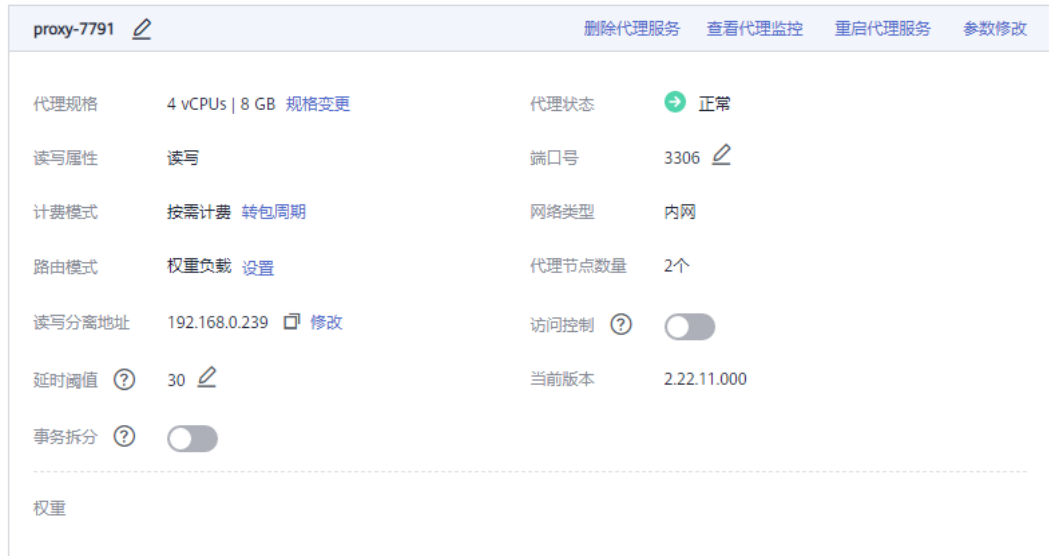 proxy-7791 删除代理服务 查看代理监控 重启代理服务 参数修改
代理规格 4 vCPUs | 8 GB 规格变更 代理状态 正常
读写属性 读写 端口号 3306
计费模式 按需计费 转包周期 网络类型 内网
路由模式 权重负载 设置 代理节点数量 2个
读写分离地址 192.168.0.239 修改 访问控制 ?
延时阈值 ? 30 当前版本 2.22.11.000
事务拆分 ?
权重